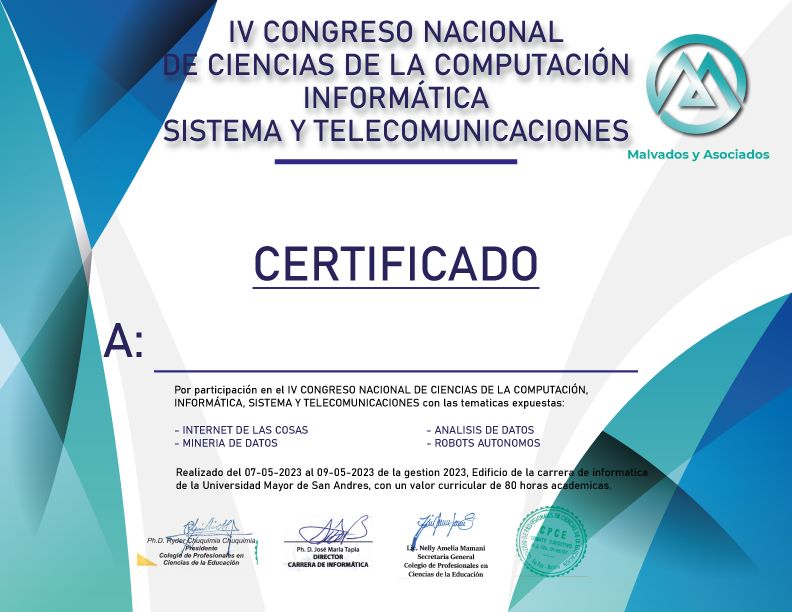 IV CONGRESO NACIONAL
DE CIENCIAS DE LA COMPUTACIÓN
INFORMÁTICA
SISTEMA Y TELECOMUNICACIONES
Malvados y Asociados
CERTIFICADO
A:
Por participación en el IV CONGRESO NACIONAL DE CIENCIAS DE LA COMPUTACIÓN,
INFORMÁTICA, SISTEMA Y TELECOMUNICACIONES con las tematicas expuestas:
- INTERNET DE LAS COSAS
- MINERIA DE DATOS
- ANALISIS DE DATOS
- ROBOTS AUTONOMOS
Realizado del 07-05-2023 al 09-05-2023 de la gestion 2023, Edificio de la carrera de informatica
de la Universidad Mayor de San Andres, con un valor curricular de 80 horas academicas.
Ph.D. Ryder Chuquimia Chuquimia
Presidente
Colegio de Profesionales en
Ciencias de la Educación
Ph. D. José María Tapia
DIRECTOR
CARRERA DE INFORMÁTICA
Lic. Nelly Amelia Mamani
Secretaria General
Colegio de Profesionales en
Ciencias de la Educación
CPCE
COMITÉ EJECUTIVO